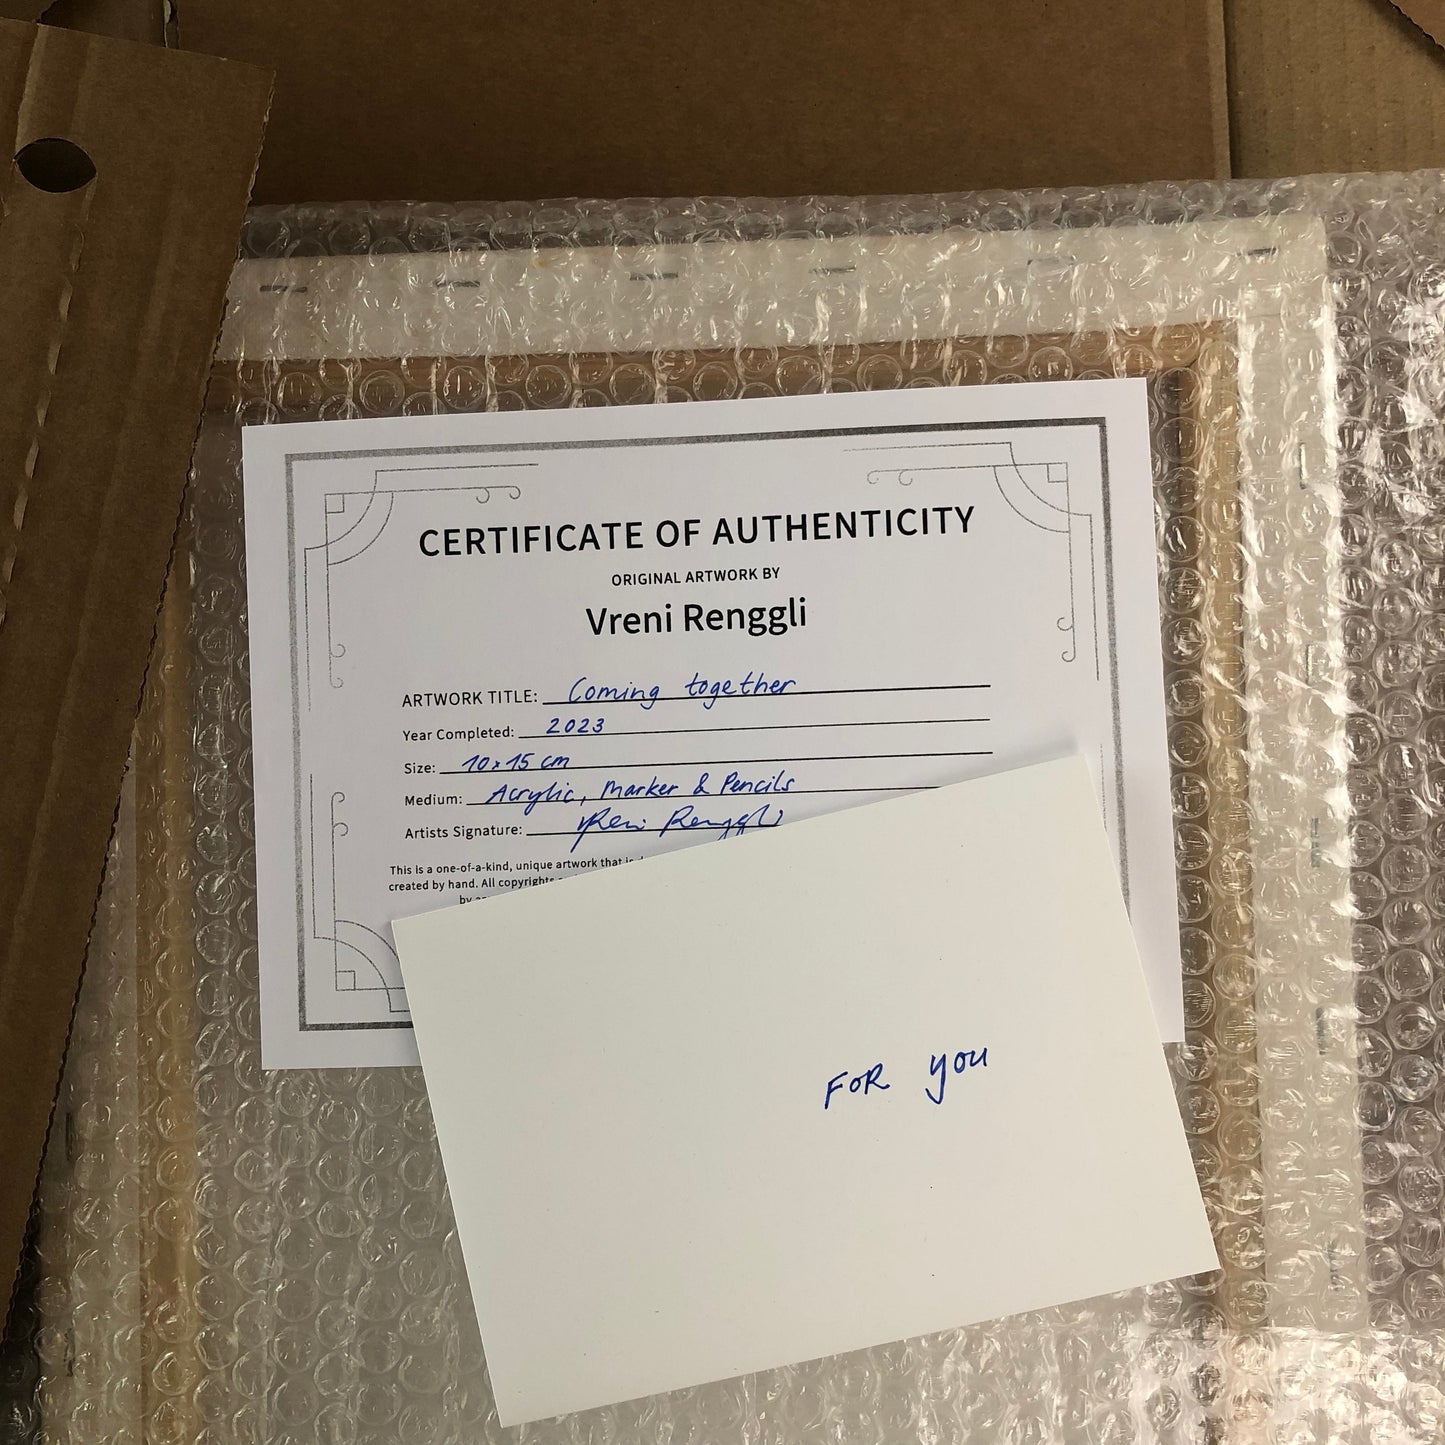 CERTIFICATE OF AUTHENTICITY
ORIGINAL ARTWORK BY
Vreni Renggli
ARTWORK TITLE: Coming together
Year Completed: 2023
Size: 10x15 cm
Medium: Acrylic, Marker & Pencils
Artists Signature: Vreni Renggli
This is a one-of-a-kind, unique artwork that is
created by hand. All copyrights
by
FOR you